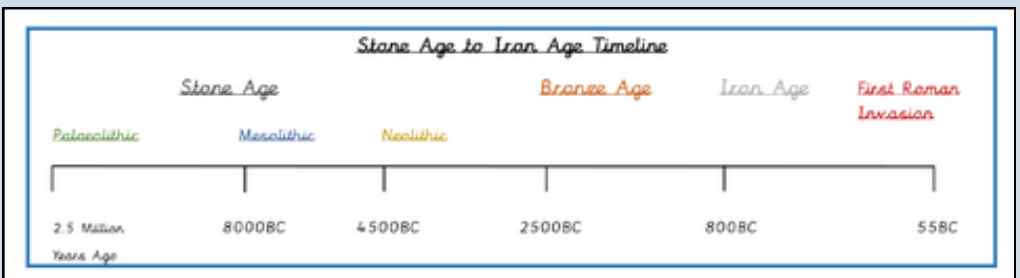 Stone Age to Iron Age Timeline
Stone Age Bronze Age Iron Age First Roman
Invasion
Palaeolithic Mesolithic Neolithic
2.5 Million 8000BC 4500BC 2500BC 800BC 55BC
Years Ago